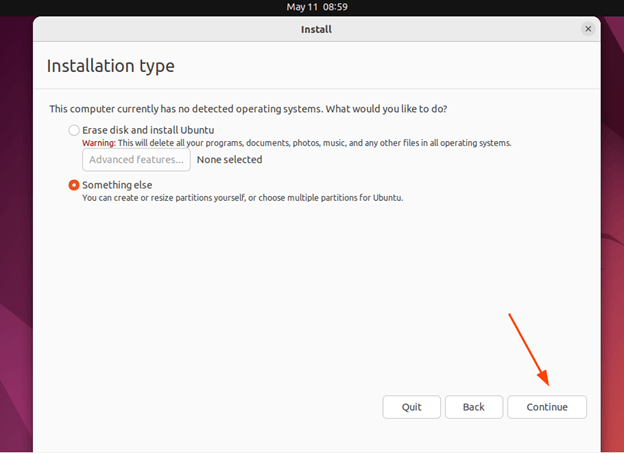 May 11 08:59
Install
Installation type
This computer currently has no detected operating systems. What would you like to do?
Erase disk and install Ubuntu
Warning: This will delete all your programs, documents, photos, music, and any other files in all operating systems.
Advanced features... None selected
Something else
You can create or resize partitions yourself, or choose multiple partitions for Ubuntu.
Quit Back Continue